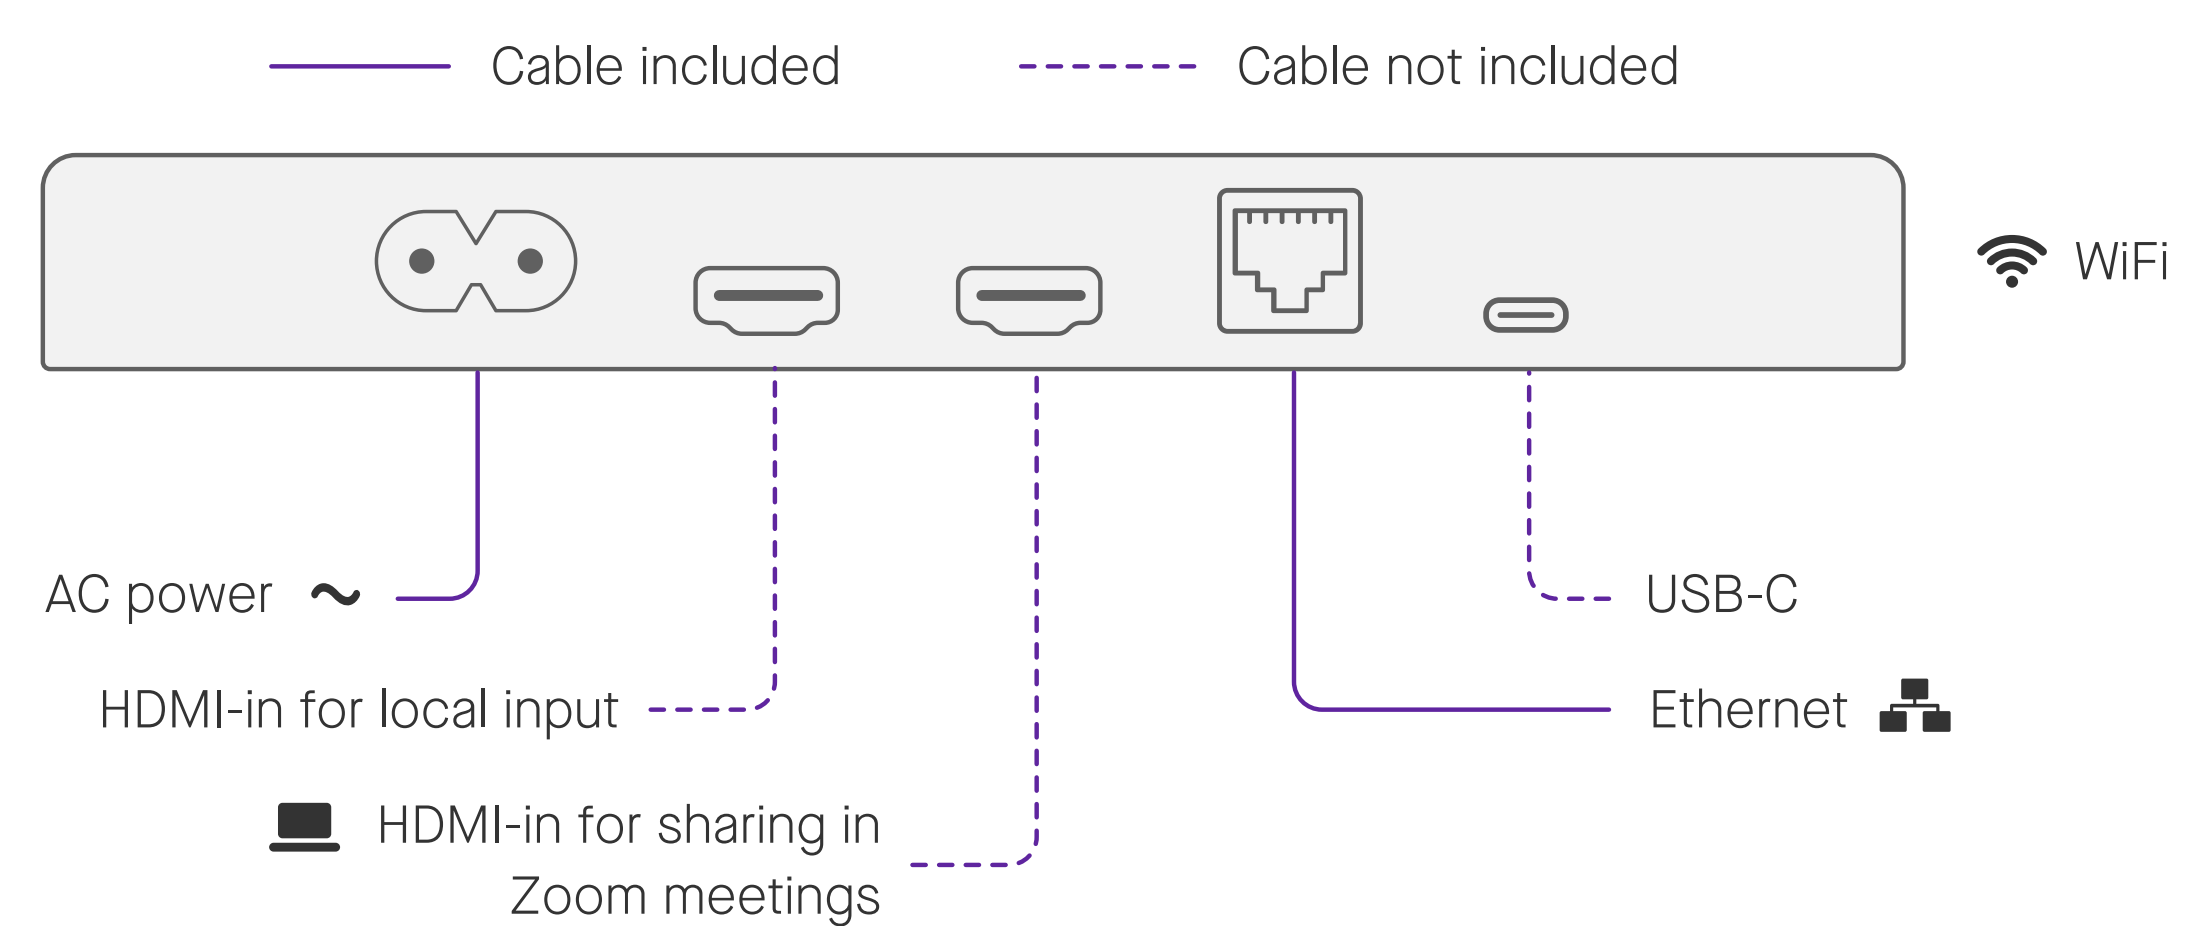 Cable included
Cable not included
WiFi
AC power
USB-C
HDMI-in for local input
Ethernet
HDMI-in for sharing in
Zoom meetings